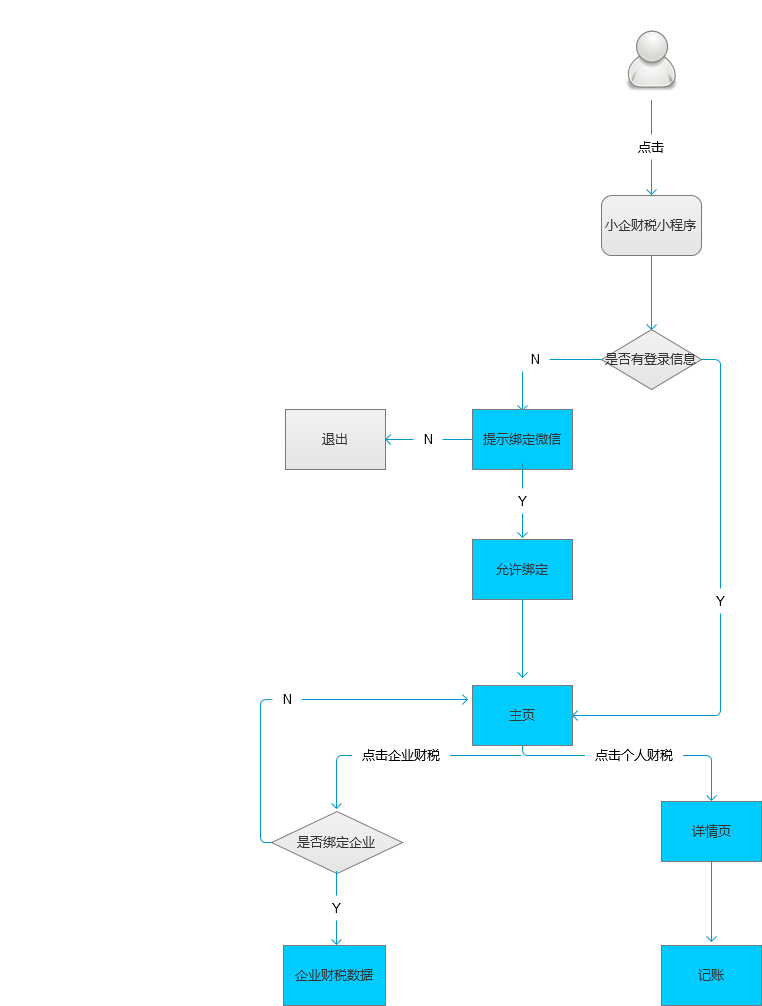 点击
小企财税小程序
是否有登录信息
N
提示绑定微信
N
退出
Y
允许绑定
Y
N
主页
点击企业财税
点击个人财税
详情页
是否绑定企业
Y
企业财税数据
记账